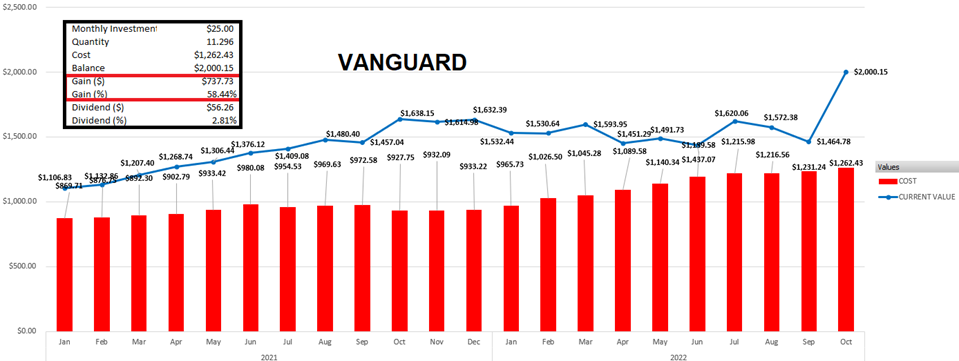 $2,500.00
$2,000.00
$1,500.00
$1,000.00
$500.00
$0.00
Monthly Investment $25.00
Quantity 11.296
Cost $1,262.43
Balance $2,000.15
Gain ($) $737.73
Gain (%) 58.44%
Dividend ($) $56.26
Dividend (%) 2.81%
VANGUARD
$1,106.83 $1,132.86 $1,207.40 $1,268.74 $1,306.44 $1,376.12 $1,409.08 $1,480.40 $1,457.04 $1,638.15 $1,614.98 $1,632.39 $1,532.44 $1,530.64 $1,593.95 $1,451.29 $1,491.73 $1,437.07 $1,620.06 $1,572.38 $1,464.78 $2,000.15
$869.71 $876.75 $892.30 $902.79 $933.42 $980.08 $954.53 $969.63 $972.58 $927.75 $932.09 $933.22 $965.73 $1,026.50 $1,045.28 $1,089.58 $1,140.34 $1,189.58 $1,215.98 $1,216.56 $1,231.24 $1,262.43
Jan Feb Mar Apr May Jun Jul Aug Sep Oct Nov Dec Jan Feb Mar Apr May Jun Jul Aug Sep Oct
2021 2022
Values
COST
CURRENT VALUE